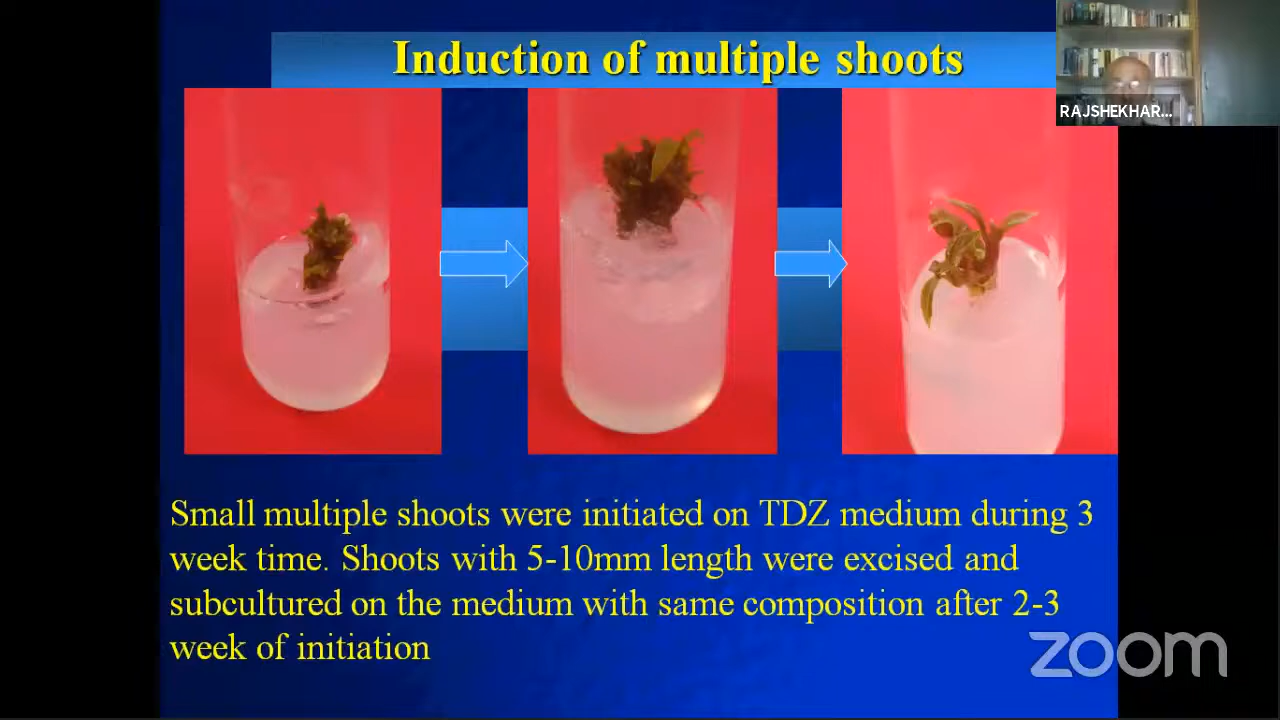 Induction of multiple shoots
RAJSHEKHAR...
Small multiple shoots were initiated on TDZ medium during 3
week time. Shoots with 5-10mm length were excised and
subcultured on the medium with same composition after 2-3
week of initiation
zoom